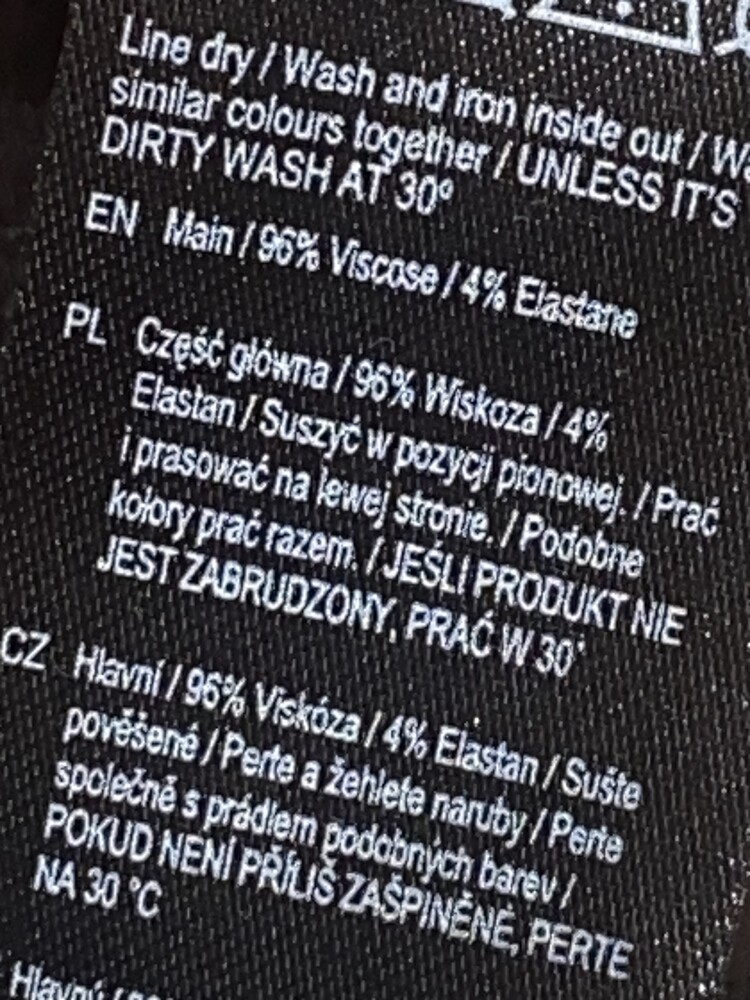 Line dry / Wash and iron inside out /
similar colours together / UNLESS IT'S
DIRTY WASH AT 30°
EN Main / 96% Viscose / 4% Elastane
PL Część główna / 96% Wiskoza / 4%
Elastan / Suszyć w pozycji pionowej. / Prać
i prasować na lewej stronie. / Podobne
kolory prać razem. / JEŚLI PRODUKT NIE
JEST ZABRUDZONY, PRAĆ W 30°
CZ Hlavní / 96% Viskóza / 4% Elastan / Sušte
pověšené / Perte a žehlete naruby / Perte
společně s prádlem podobných barev /
POKUD NENÍ PŘÍLIŠ ZAŠPINĚNÉ, PERTE
NA 30 °C
Hlavný /